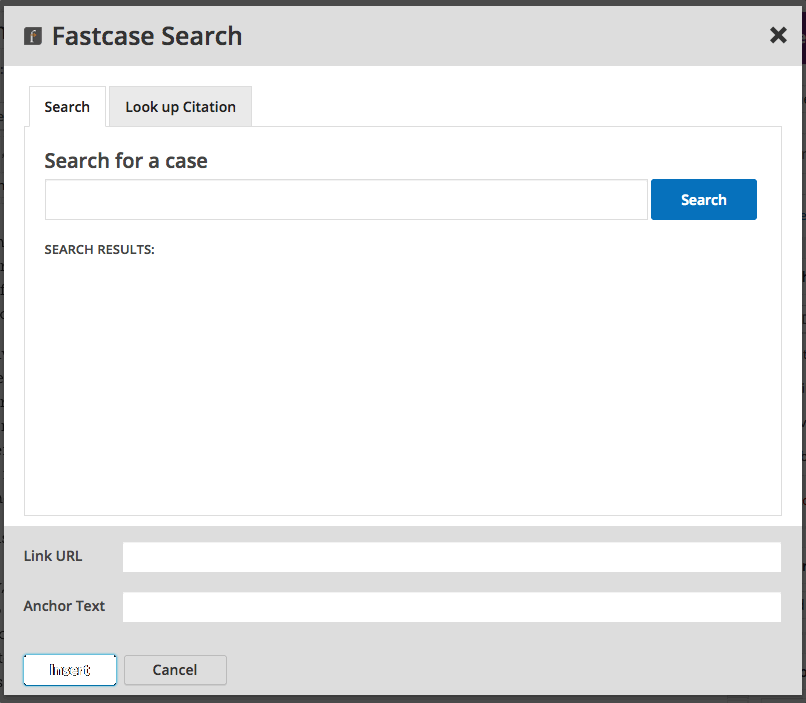 f Fastcase Search
Search
Look up Citation
Search for a case
Search
SEARCH RESULTS:
Link URL
Anchor Text
Insert
Cancel